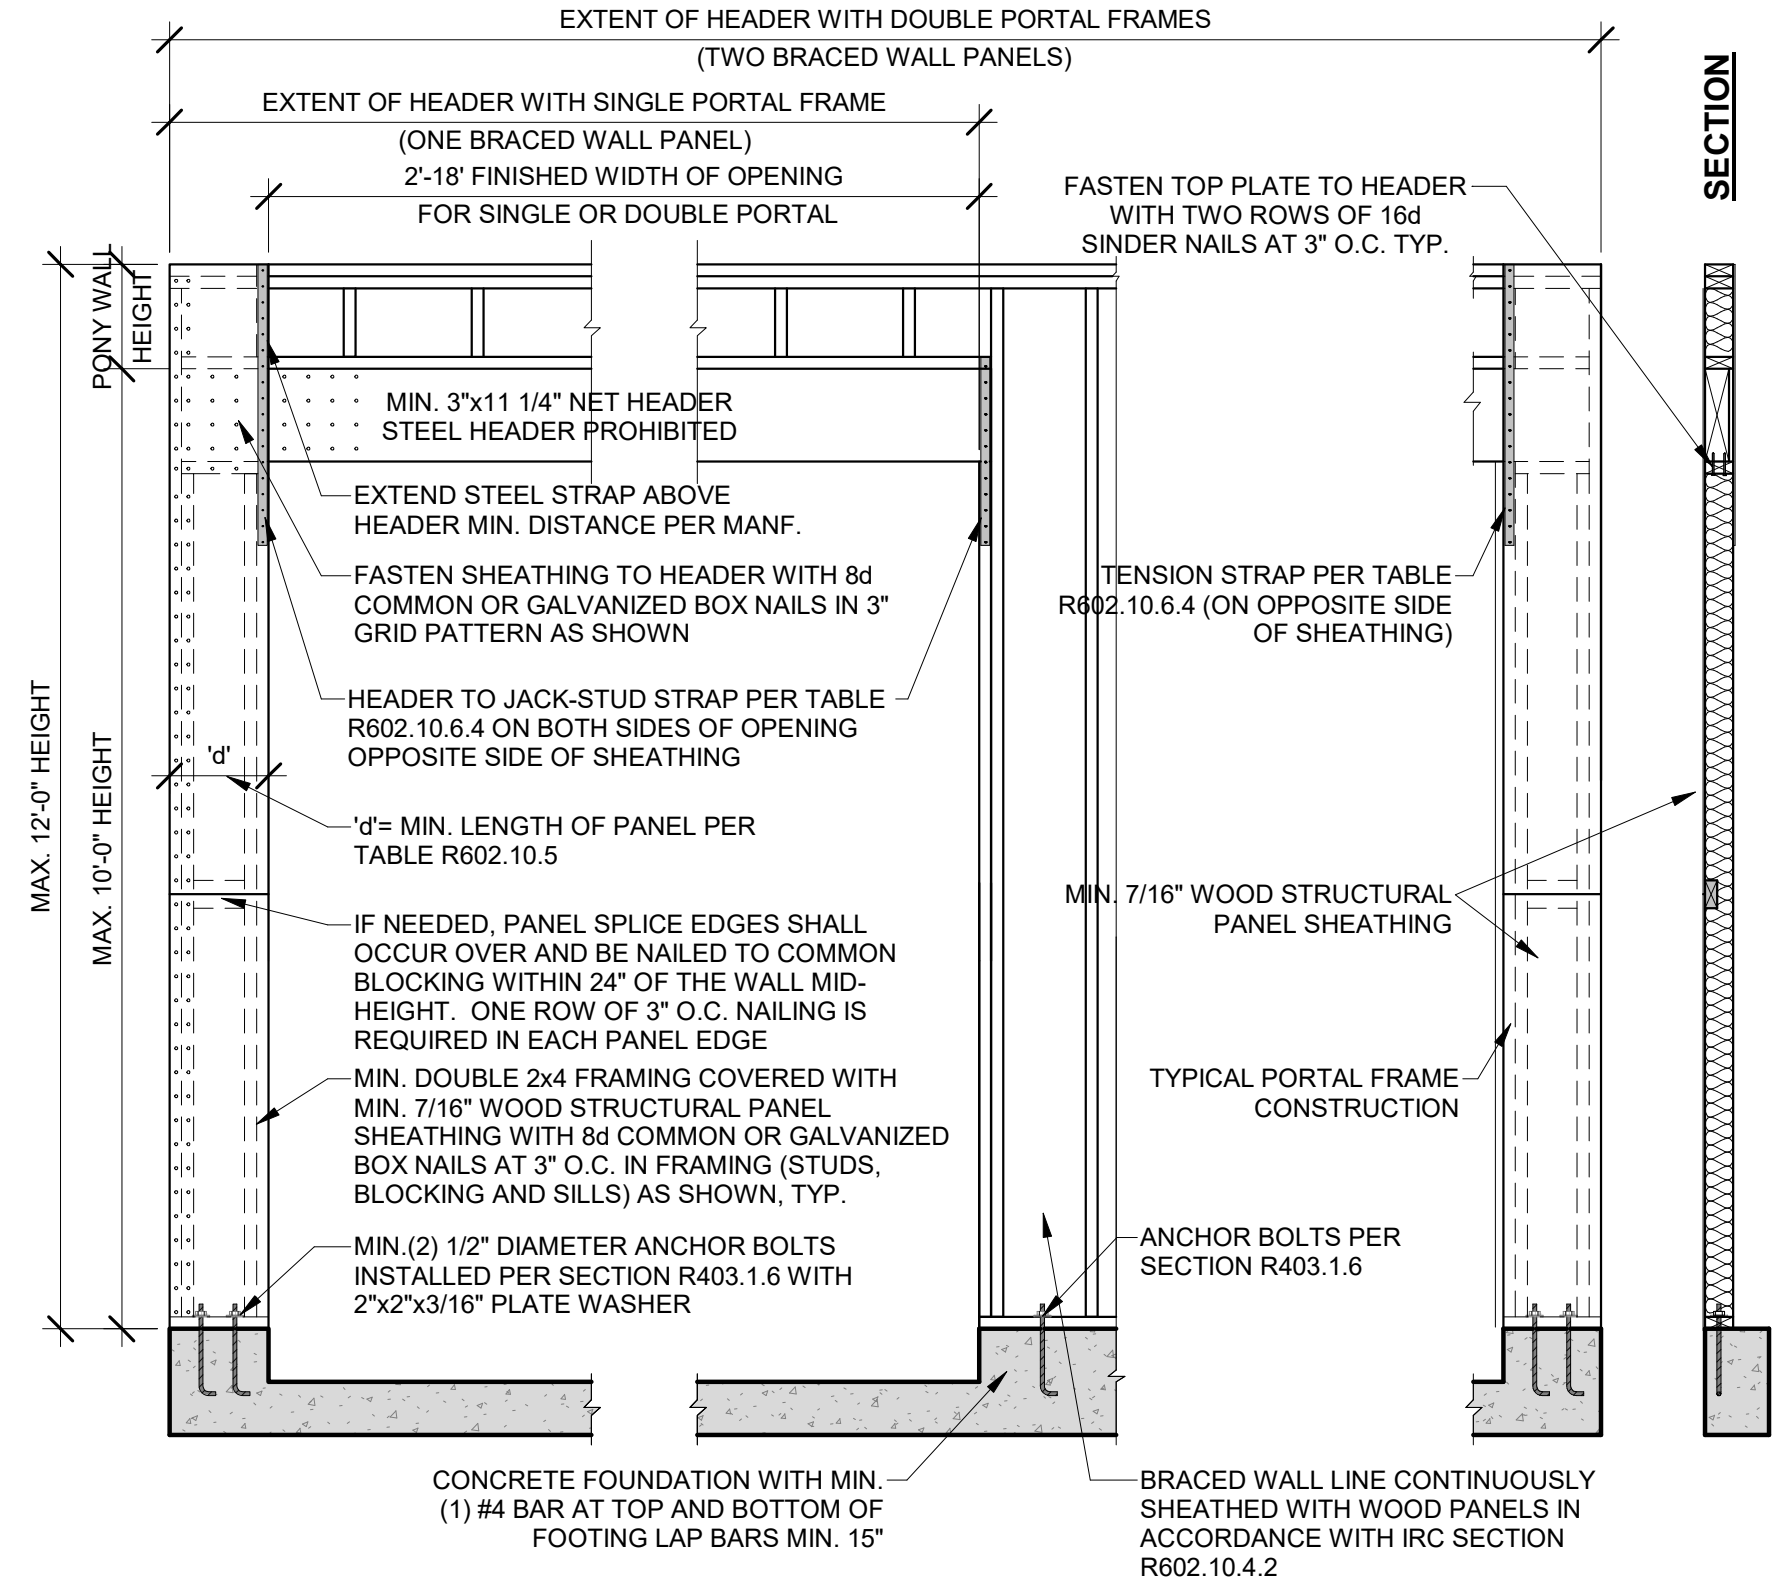 EXTENT OF HEADER WITH DOUBLE PORTAL FRAMES
(TWO BRACED WALL PANELS)
EXTENT OF HEADER WITH SINGLE PORTAL FRAME
(ONE BRACED WALL PANEL)
2'-18' FINISHED WIDTH OF OPENING
FOR SINGLE OR DOUBLE PORTAL
SECTION
FASTEN TOP PLATE TO HEADER
WITH TWO ROWS OF 16d
SINDER NAILS AT 3" O.C. TYP.
PONY WALL
HEIGHT
MIN. 3"x11 1/4" NET HEADER
STEEL HEADER PROHIBITED
EXTEND STEEL STRAP ABOVE
HEADER MIN. DISTANCE PER MANF.
FASTEN SHEATHING TO HEADER WITH 8d
COMMON OR GALVANIZED BOX NAILS IN 3"
GRID PATTERN AS SHOWN
TENSION STRAP PER TABLE
R602.10.6.4 (ON OPPOSITE SIDE
OF SHEATHING)
HEADER TO JACK-STUD STRAP PER TABLE
R602.10.6.4 ON BOTH SIDES OF OPENING
OPPOSITE SIDE OF SHEATHING
MAX. 12'-0" HEIGHT
MAX. 10'-0" HEIGHT
'd'
'd'= MIN. LENGTH OF PANEL PER
TABLE R602.10.5
MIN. 7/16" WOOD STRUCTURAL
PANEL SHEATHING
IF NEEDED, PANEL SPLICE EDGES SHALL
OCCUR OVER AND BE NAILED TO COMMON
BLOCKING WITHIN 24" OF THE WALL MID-
HEIGHT. ONE ROW OF 3" O.C. NAILING IS
REQUIRED IN EACH PANEL EDGE
MIN. DOUBLE 2x4 FRAMING COVERED WITH
MIN. 7/16" WOOD STRUCTURAL PANEL
SHEATHING WITH 8d COMMON OR GALVANIZED
BOX NAILS AT 3" O.C. IN FRAMING (STUDS,
BLOCKING AND SILLS) AS SHOWN, TYP.
TYPICAL PORTAL FRAME
CONSTRUCTION
MIN.(2) 1/2" DIAMETER ANCHOR BOLTS
INSTALLED PER SECTION R403.1.6 WITH
2"x2"x3/16" PLATE WASHER
ANCHOR BOLTS PER
SECTION R403.1.6
CONCRETE FOUNDATION WITH MIN.
(1) #4 BAR AT TOP AND BOTTOM OF
FOOTING LAP BARS MIN. 15"
BRACED WALL LINE CONTINUOUSLY
SHEATHED WITH WOOD PANELS IN
ACCORDANCE WITH IRC SECTION
R602.10.4.2